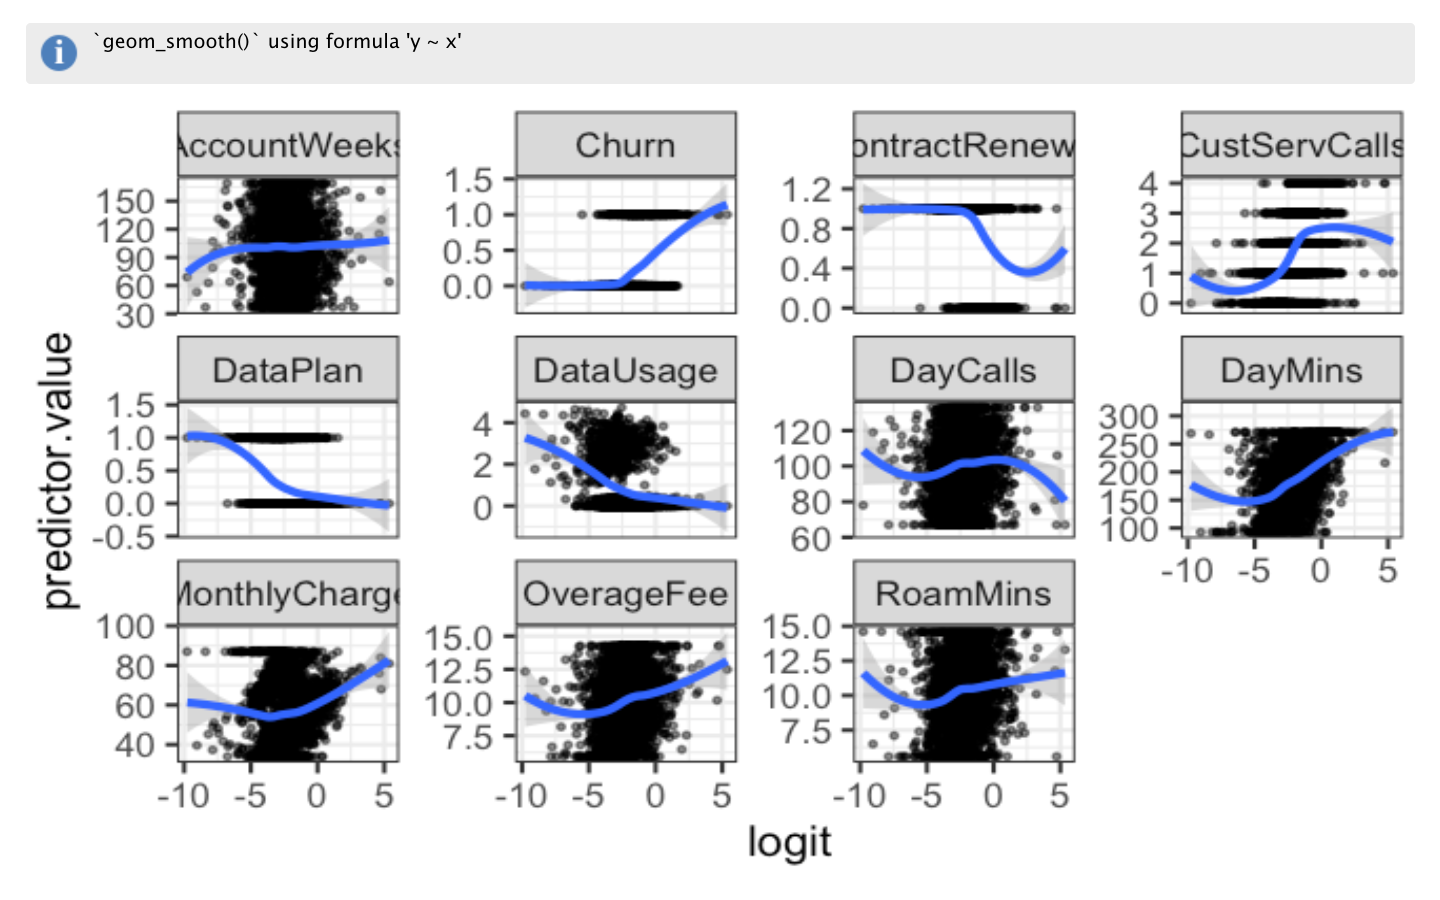 `geom_smooth()` using formula 'y ~ x'
AccountWeeks
Churn
ontractRenew
CustServCalls
150
120
90
60
30
1.5
1.0
0.5
0.0
1.2
0.8
0.4
0.0
4
3
2
1
0
DataPlan
DataUsage
DayCalls
DayMins
1.5
1.0
0.5
0.0
-0.5
4
2
0
120
100
80
60
300
250
200
150
100
-10 -5 0 5
MonthlyCharge
OverageFee
RoamMins
100
80
60
40
15.0
12.5
10.0
7.5
15.0
12.5
10.0
7.5
-10 -5 0 5
-10 -5 0 5
-10 -5 0 5
predictor.value
logit